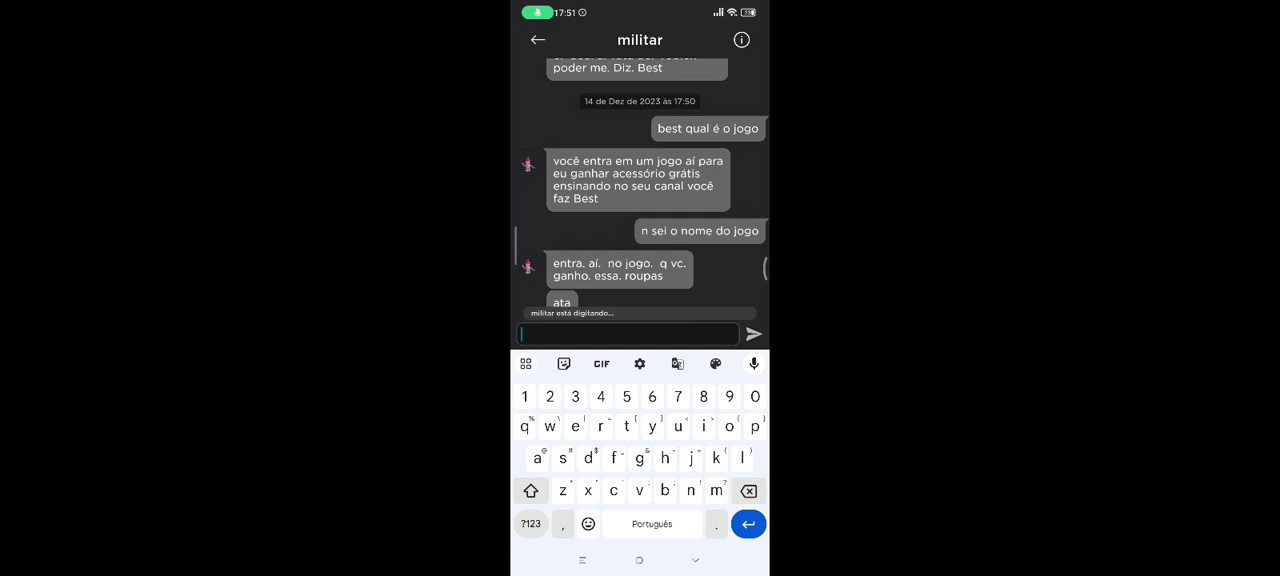 17:51
militar
poder me. Diz. Best
14 de Dez de 2023 às 17:50
best qual é o jogo
você entra em um jogo aí para
eu ganhar acessório grátis
ensinando no seu canal você
faz Best
n sei o nome do jogo
entra. aí. no jogo. q vc.
ganho. essa. roupas
ata
militar está digitando...
GIF
1 2 3 4 5 6 7 8 9 0
q w e r t y u i o p
a s d f g h j k l
z x c v b n m
?123 , Português .